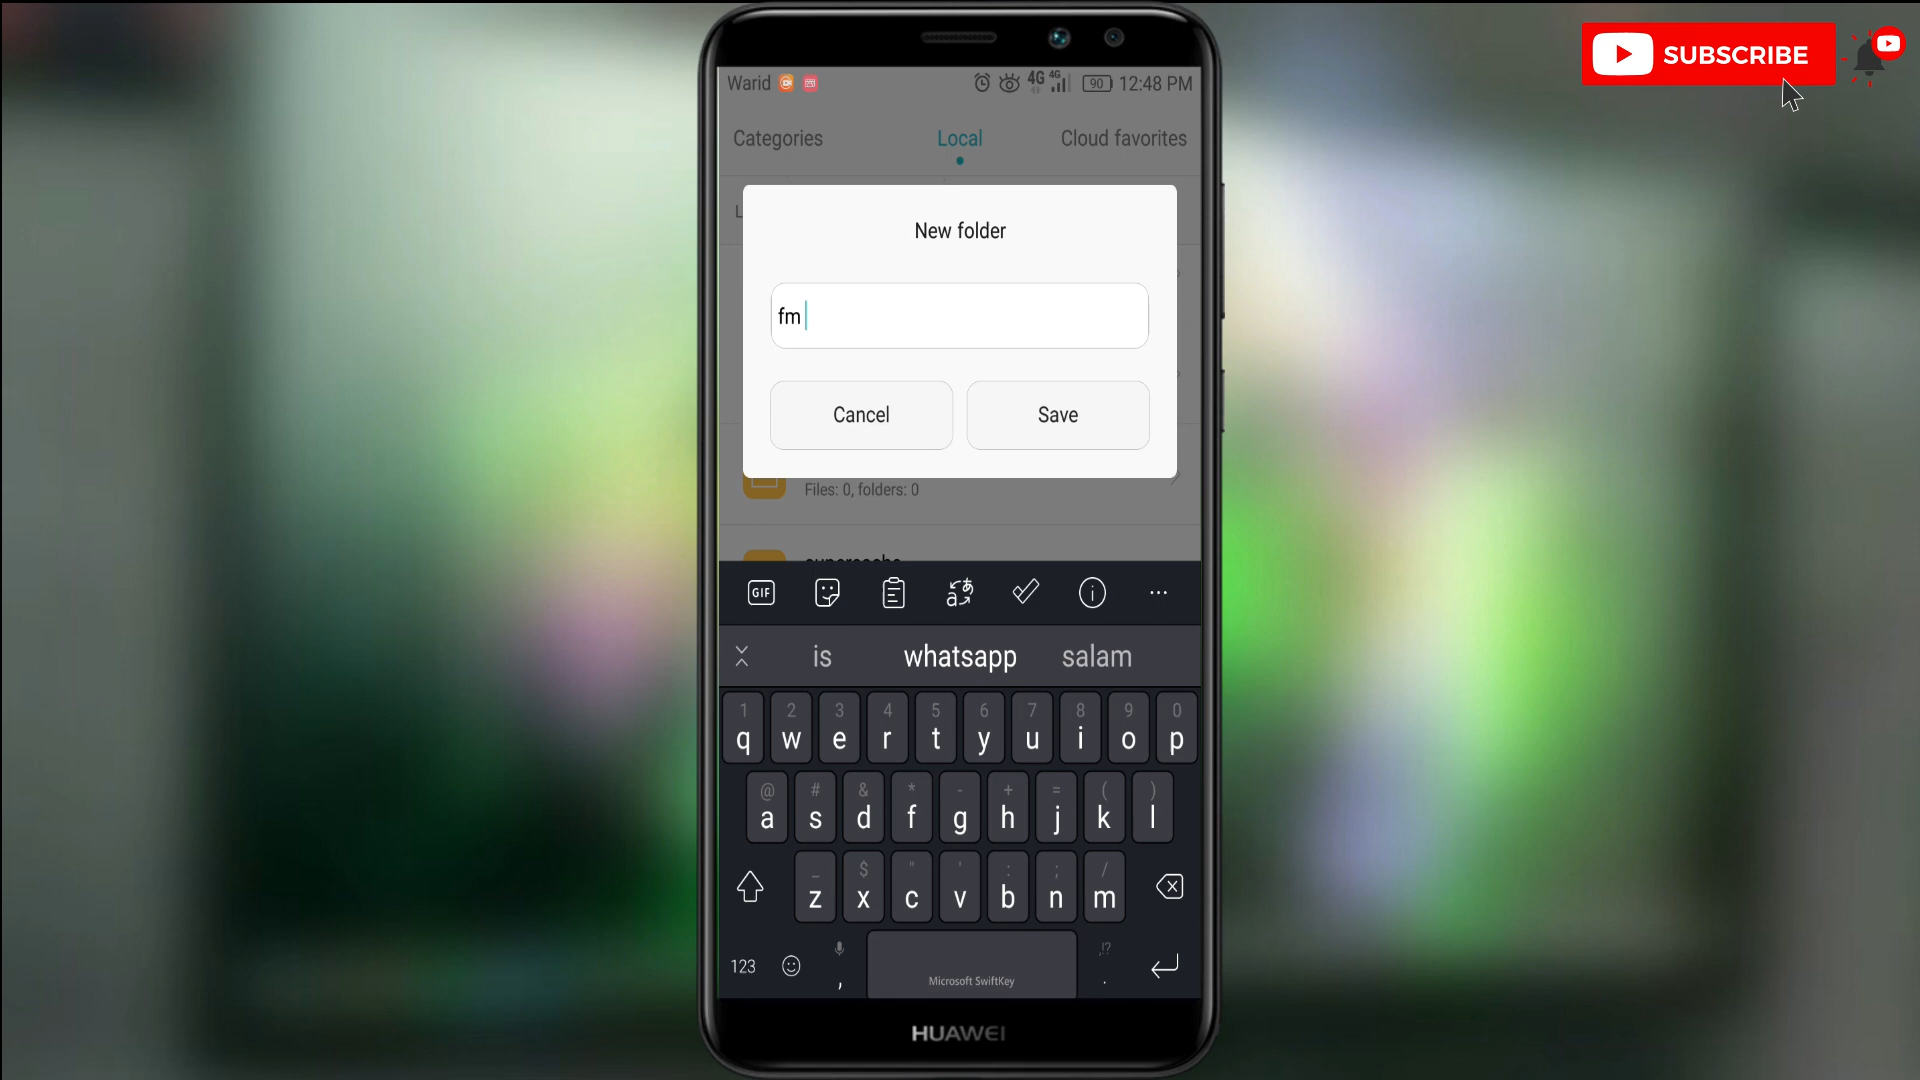 SUBSCRIBE
Warid 4G 4G 90 12:48 PM
Categories Local Cloud favorites
L
New folder
fm
Cancel Save
Files: 0, folders: 0
GIF
is whatsapp salam
1 2 3 4 5 6 7 8 9 0
q w e r t y u i o p
@ # & * - + = ( )
a s d f g h j k l
_ $ " ' : ; /
z x c v b n m
123 , Microsoft SwiftKey ,!? .
HUAWEI